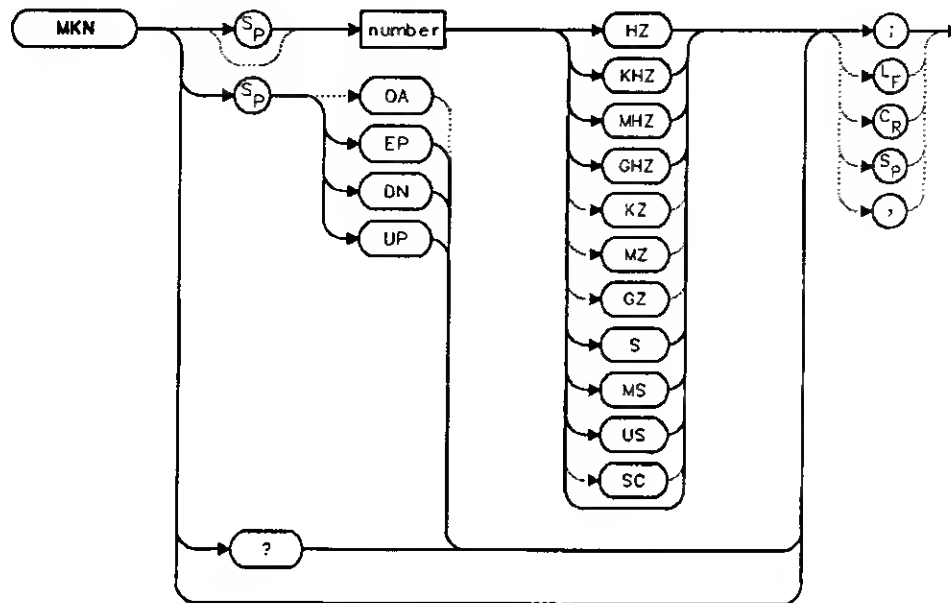 MKN SP number HZ ;
KHZ LF
SP OA MHZ CR
EP GHZ SP
DN KZ ,
UP MZ
GZ
S
MS
US
SC
?